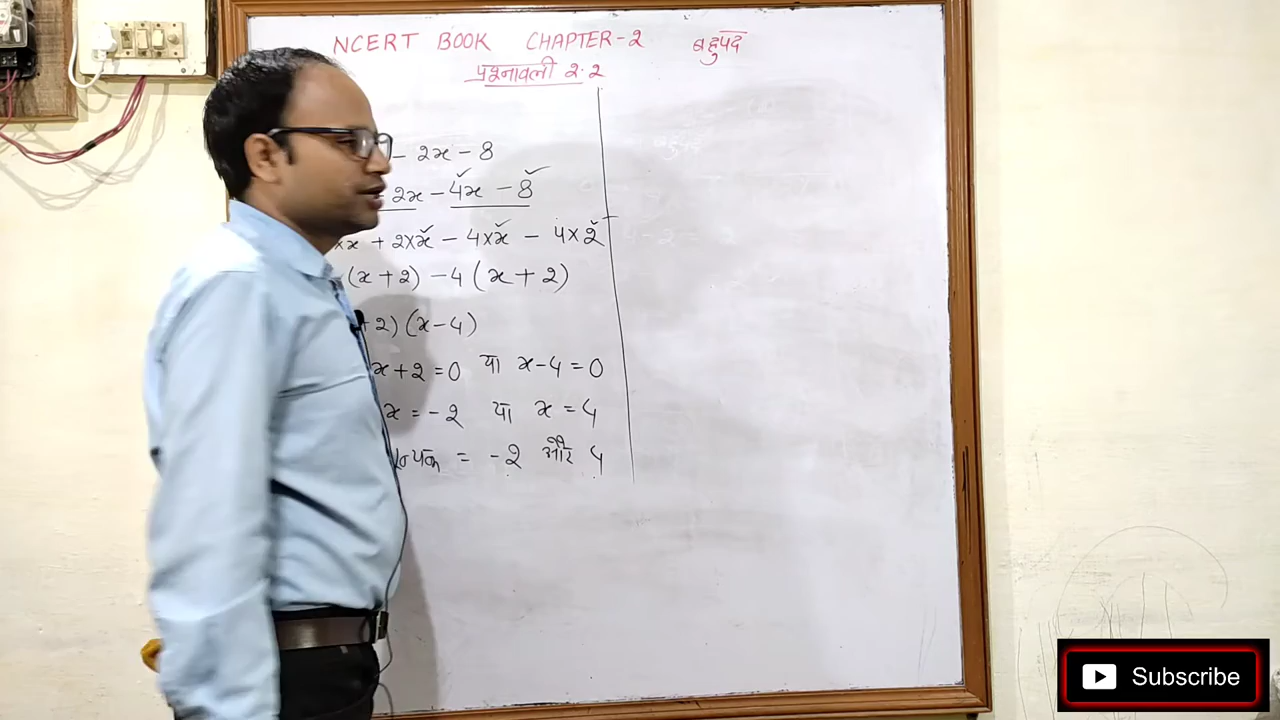 NCERT BOOK CHAPTER-2 बहुपद
प्रश्नावली 2.2
- 2x - 8
2x - 4x - 8
x + 2×x - 4×x - 4×2
(x+2) - 4 (x+2)
+2) (x-4)
x+2=0 या x-4=0
x = -2 या x = 4
न्यक = -2 और 4
Subscribe